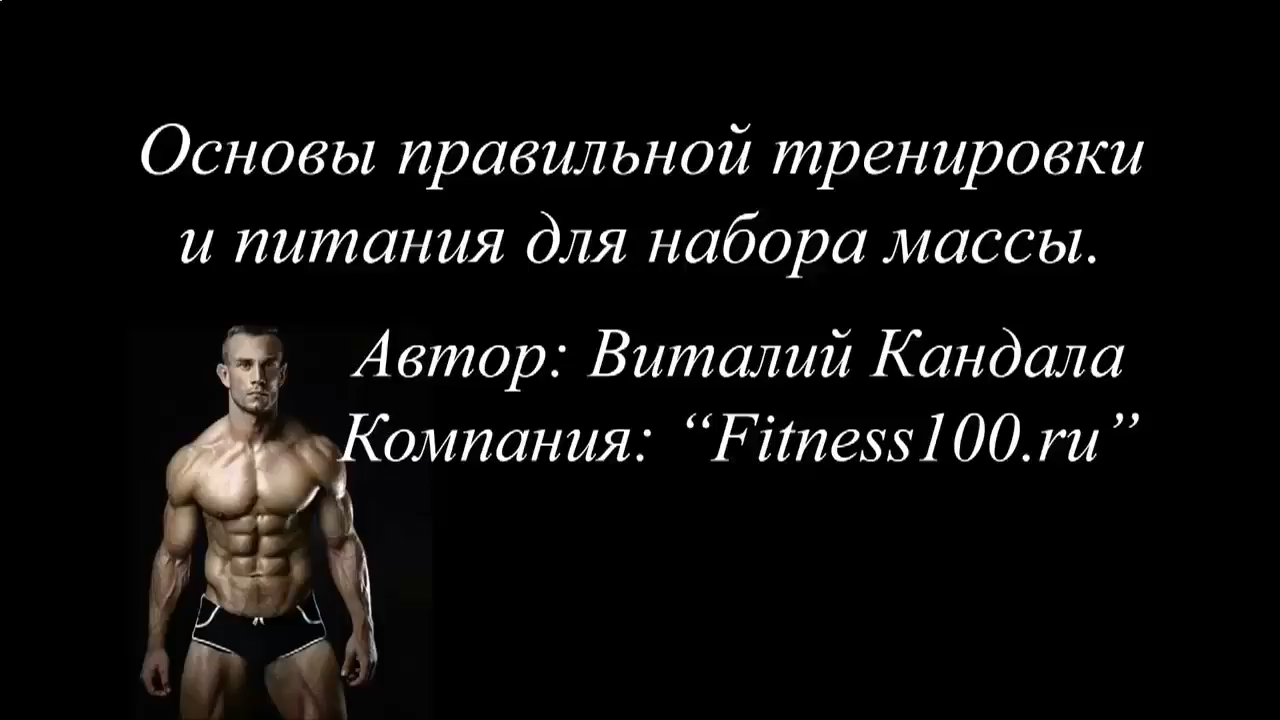 Основы правильной тренировки
и питания для набора массы.
Автор: Виталий Кандала
Компания: “Fitness100.ru”